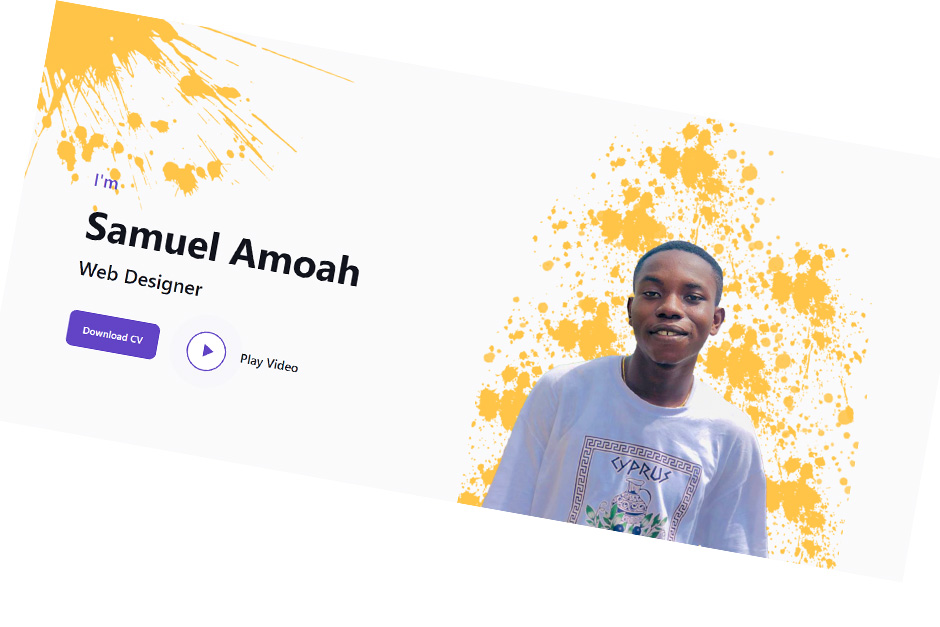 I'm
Samuel Amoah
Web Designer
Download CV
Play Video
CYPRUS